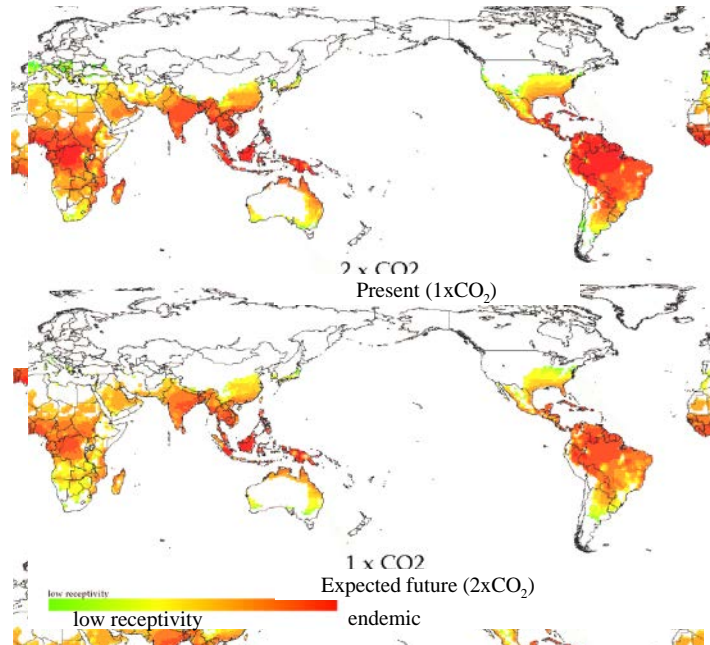 2 x CO2
Present (1xCO₂)
1 x CO2
Expected future (2xCO₂)
low receptivity
low receptivity endemic